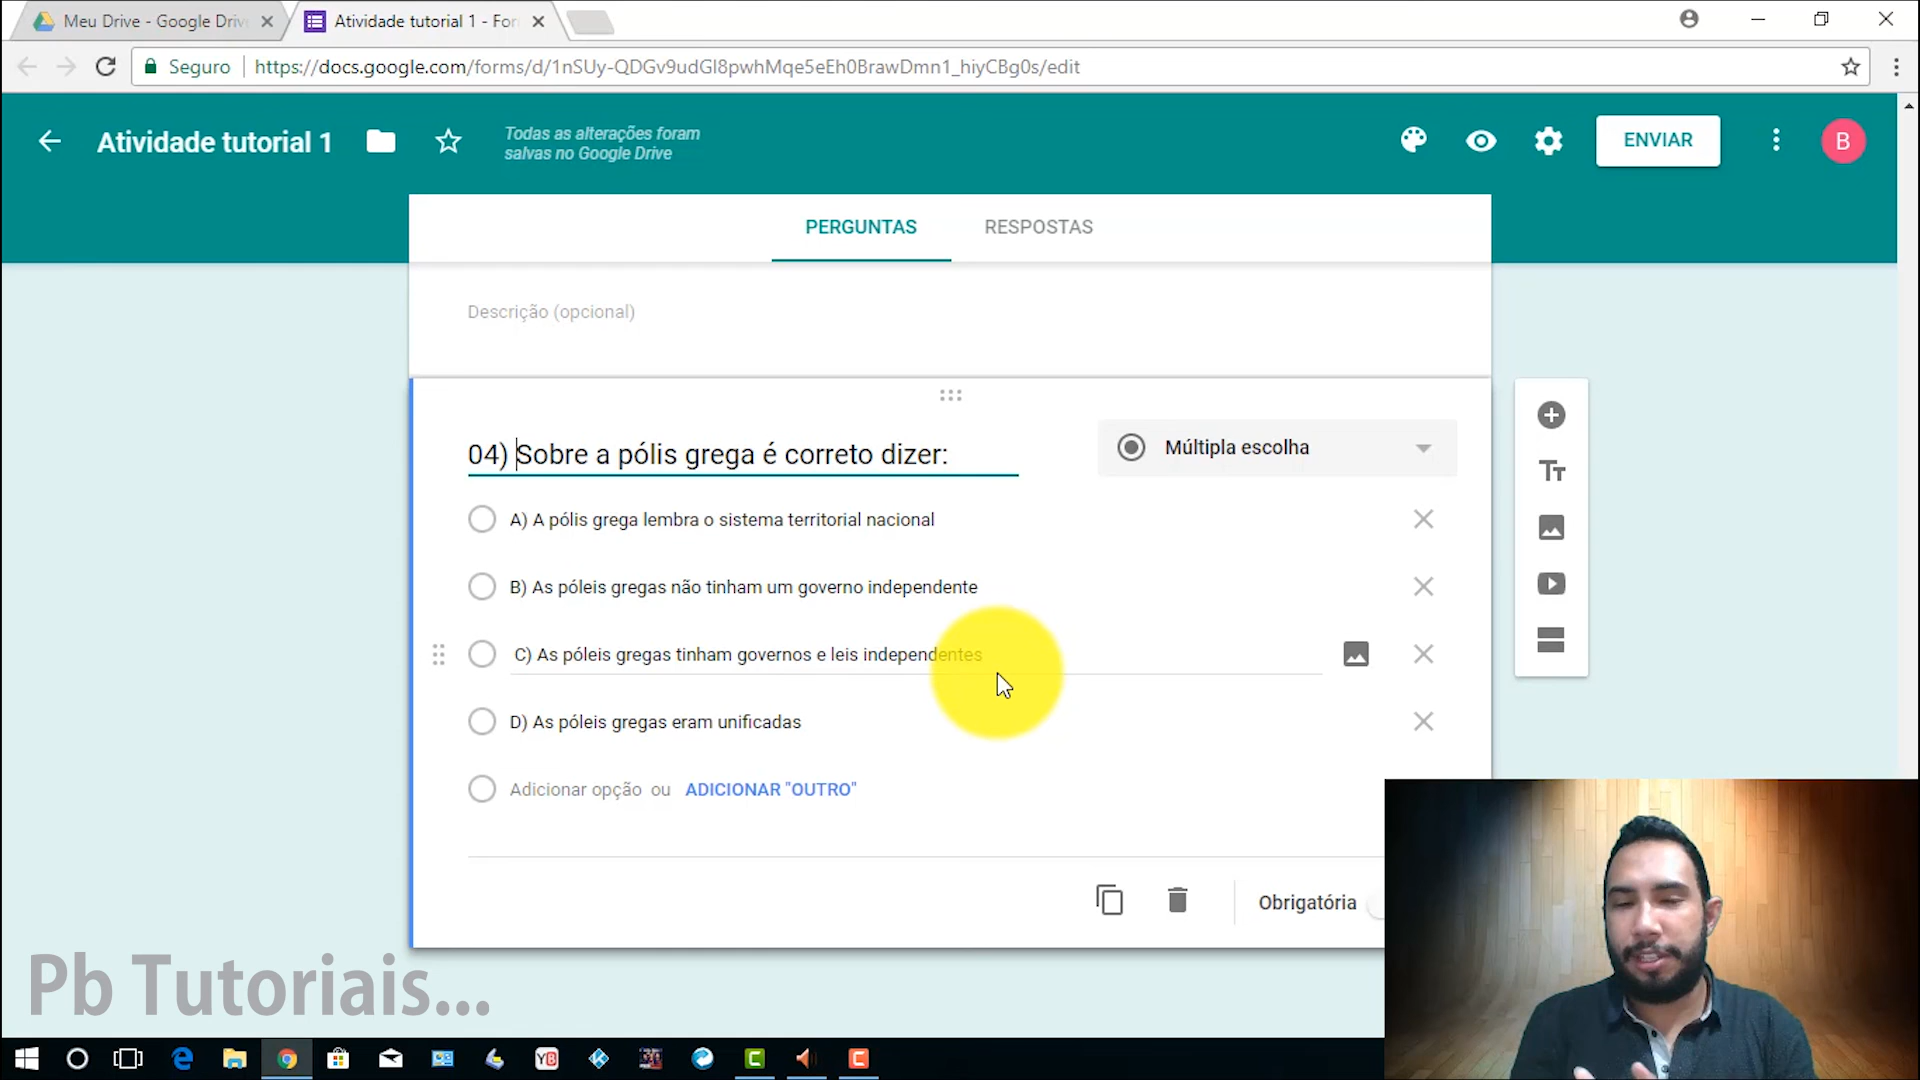 Meu Drive - Google Driv
Atividade tutorial 1 - For
Seguro
https://docs.google.com/forms/d/1nSUy-QDGv9udGl8pwhMqe5eEh0BrawDmn1_hiyCBg0s/edit
Atividade tutorial 1
Todas as alterações foram
salvas no Google Drive
ENVIAR
B
PERGUNTAS
RESPOSTAS
Descrição (opcional)
04) Sobre a pólis grega é correto dizer:
Múltipla escolha
A) A pólis grega lembra o sistema territorial nacional
B) As póleis gregas não tinham um governo independente
C) As póleis gregas tinham governos e leis independentes
D) As póleis gregas eram unificadas
Adicionar opção ou ADICIONAR "OUTRO"
Obrigatória
Pb Tutoriais...